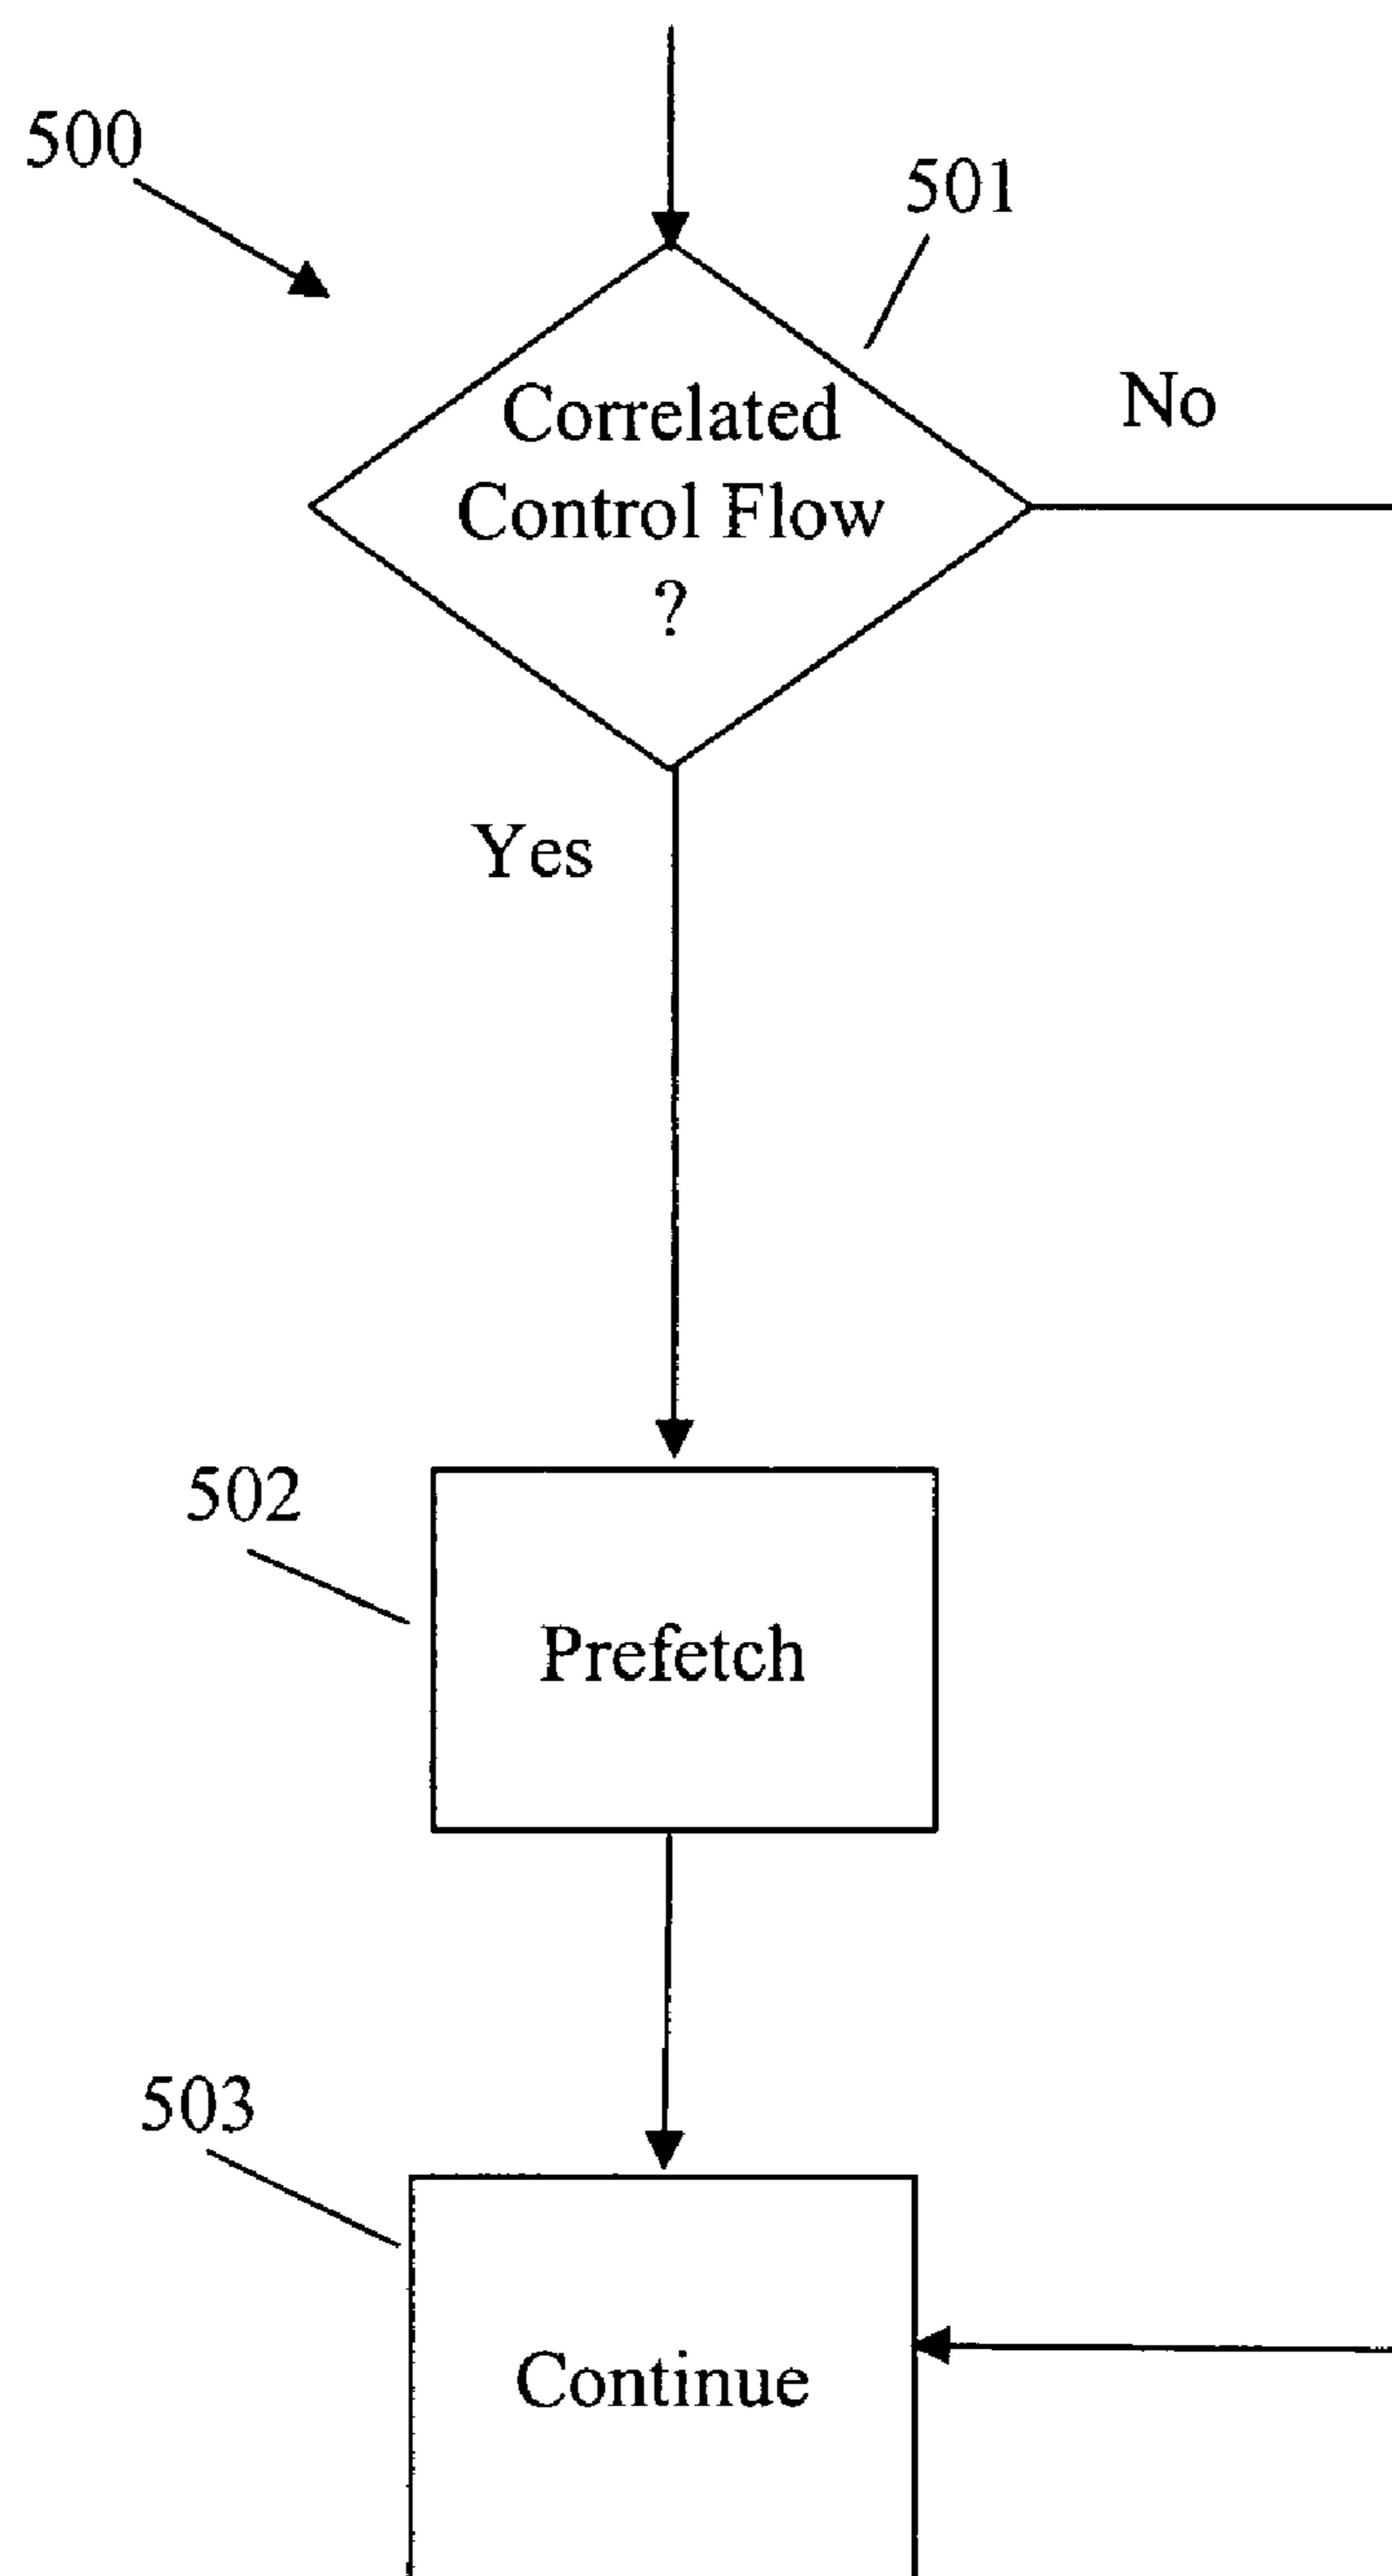 500
501
Correlated
Control Flow
?
No
Yes
502
Prefetch
503
Continue